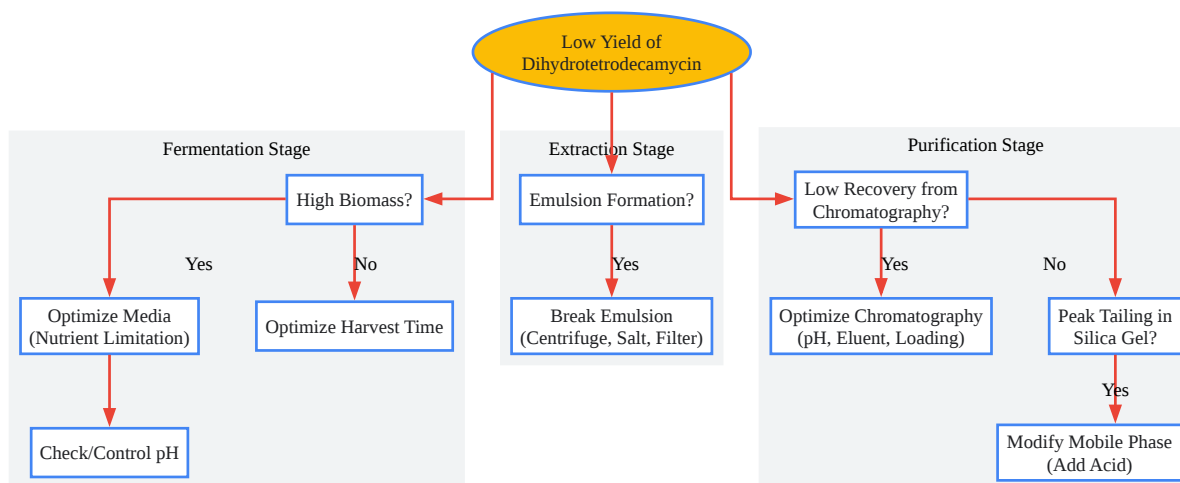 Low Yield of
Dihydrotetrodecamycin
Fermentation Stage
High Biomass?
Yes
No
Optimize Media
(Nutrient Limitation)
Optimize Harvest Time
Check/Control pH
Extraction Stage
Emulsion Formation?
Yes
Break Emulsion
(Centrifuge, Salt, Filter)
Purification Stage
Low Recovery from
Chromatography?
Yes
No
Optimize Chromatography
(pH, Eluent, Loading)
Peak Tailing in
Silica Gel?
Yes
Modify Mobile Phase
(Add Acid)